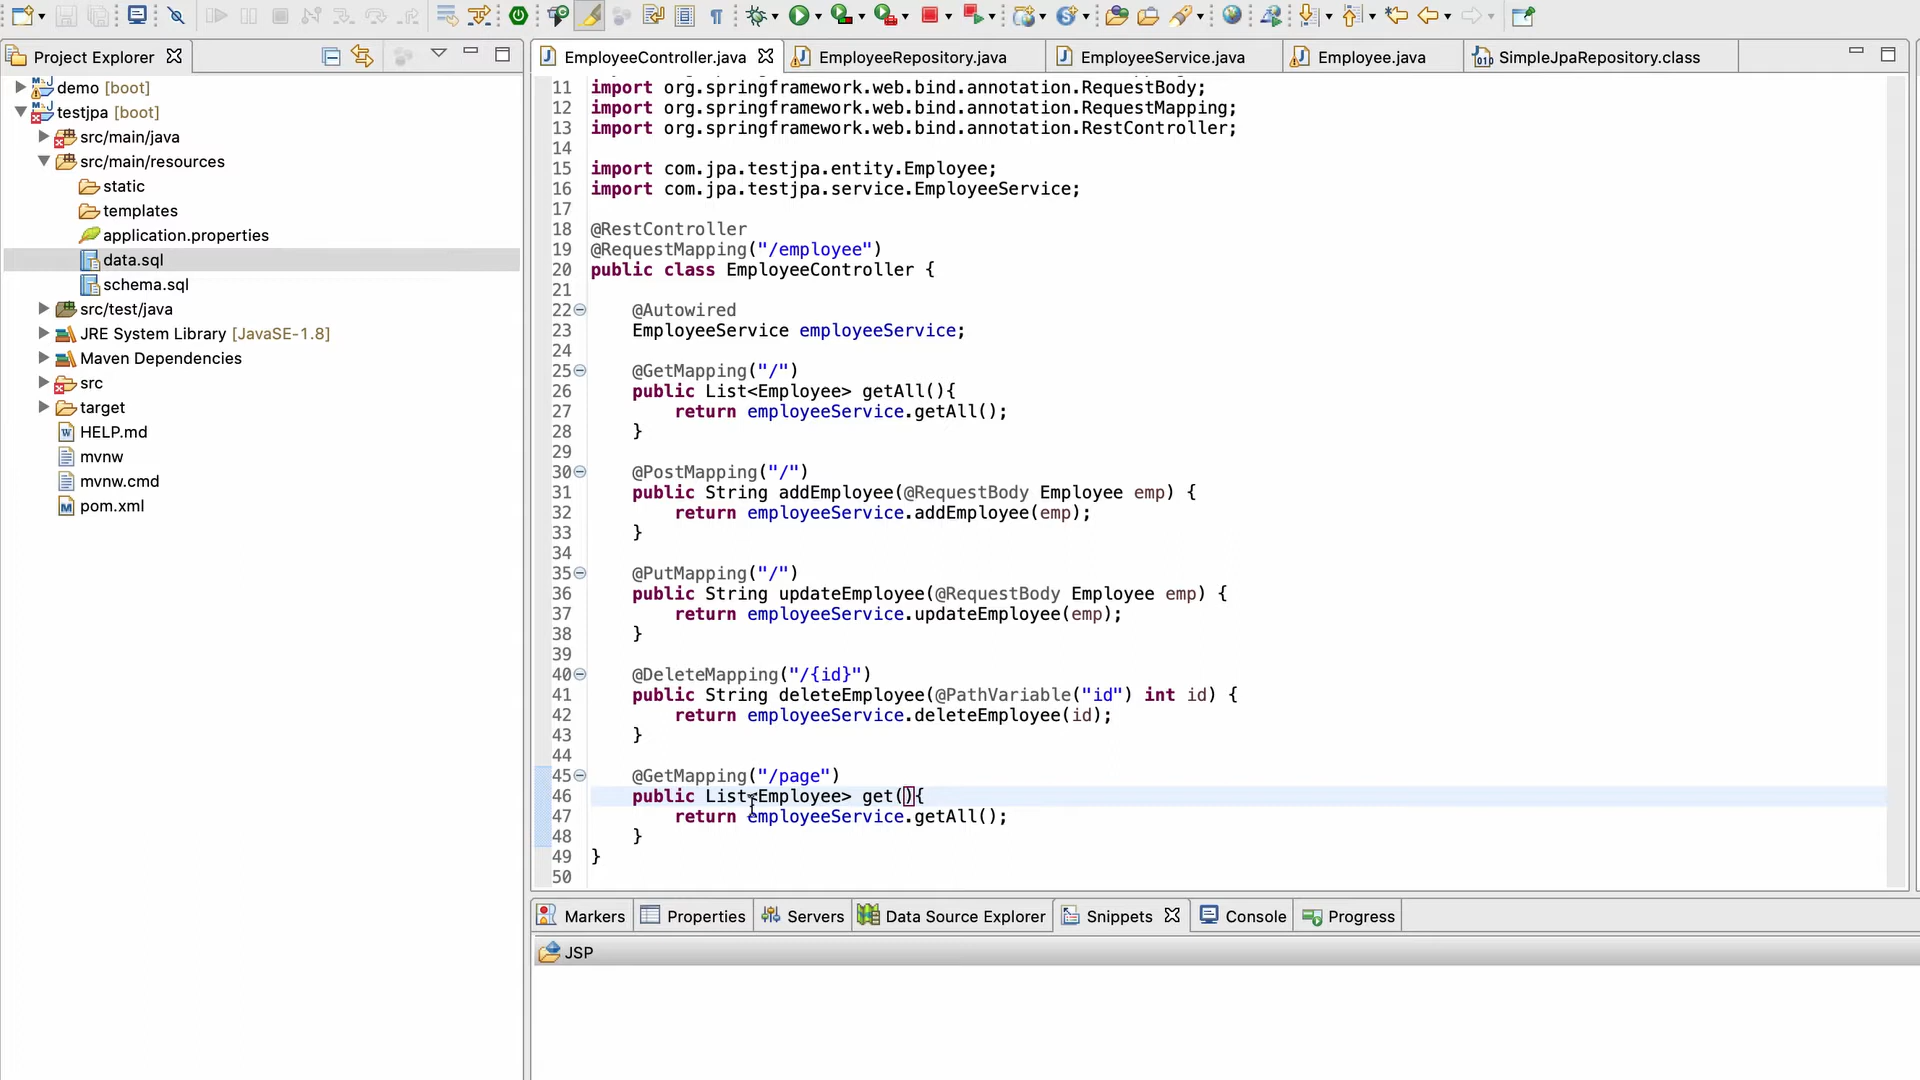 Project Explorer
demo [boot]
testjpa [boot]
src/main/java
src/main/resources
static
templates
application.properties
data.sql
schema.sql
src/test/java
JRE System Library [JavaSE-1.8]
Maven Dependencies
src
target
HELP.md
mvnw
mvnw.cmd
pom.xml
EmployeeController.java EmployeeRepository.java EmployeeService.java Employee.java SimpleJpaRepository.class
11 import org.springframework.web.bind.annotation.RequestBody;
12 import org.springframework.web.bind.annotation.RequestMapping;
13 import org.springframework.web.bind.annotation.RestController;
14
15 import com.jpa.testjpa.entity.Employee;
16 import com.jpa.testjpa.service.EmployeeService;
17
18 @RestController
19 @RequestMapping("/employee")
20 public class EmployeeController {
21
22 @Autowired
23 EmployeeService employeeService;
24
25 @GetMapping("/")
26 public List<Employee> getAll(){
27 return employeeService.getAll();
28 }
29
30 @PostMapping("/")
31 public String addEmployee(@RequestBody Employee emp) {
32 return employeeService.addEmployee(emp);
33 }
34
35 @PutMapping("/")
36 public String updateEmployee(@RequestBody Employee emp) {
37 return employeeService.updateEmployee(emp);
38 }
39
40 @DeleteMapping("/{id}")
41 public String deleteEmployee(@PathVariable("id") int id) {
42 return employeeService.deleteEmployee(id);
43 }
44
45 @GetMapping("/page")
46 public List<Employee> get(){
47 return employeeService.getAll();
48 }
49 }
50
Markers Properties Servers Data Source Explorer Snippets Console Progress
JSP